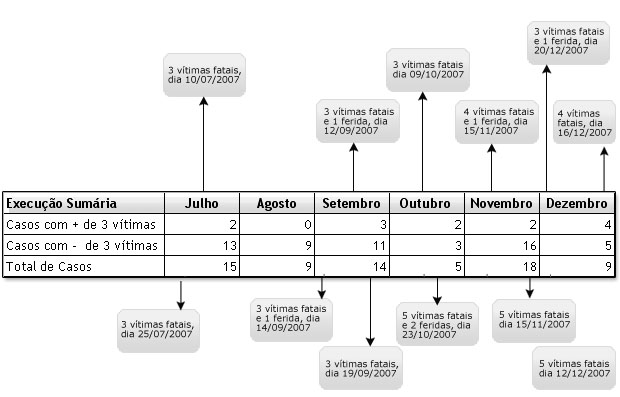 3 vítimas fatais
e 1 ferida, dia
20/12/2007
3 vítimas fatais,
dia 10/07/2007
3 vítimas fatais
dia 09/10/2007
3 vítimas fatais
e 1 ferida, dia
12/09/2007
4 vítimas fatais
e 1 ferida, dia
15/11/2007
4 vítimas
fatais, dia
16/12/2007
Execução Sumária Julho Agosto Setembro Outubro Novembro Dezembro
Casos com + de 3 vítimas 2 0 3 2 2 4
Casos com - de 3 vítimas 13 9 11 3 16 5
Total de Casos 15 9 14 5 18 9
3 vítimas fatais,
dia 25/07/2007
3 vítimas fatais
e 1 ferida, dia
14/09/2007
3 vítimas fatais,
dia 19/09/2007
5 vítimas fatais
e 2 feridas, dia
23/10/2007
5 vítimas fatais
dia 15/11/2007
5 vítimas fatais
dia 12/12/2007